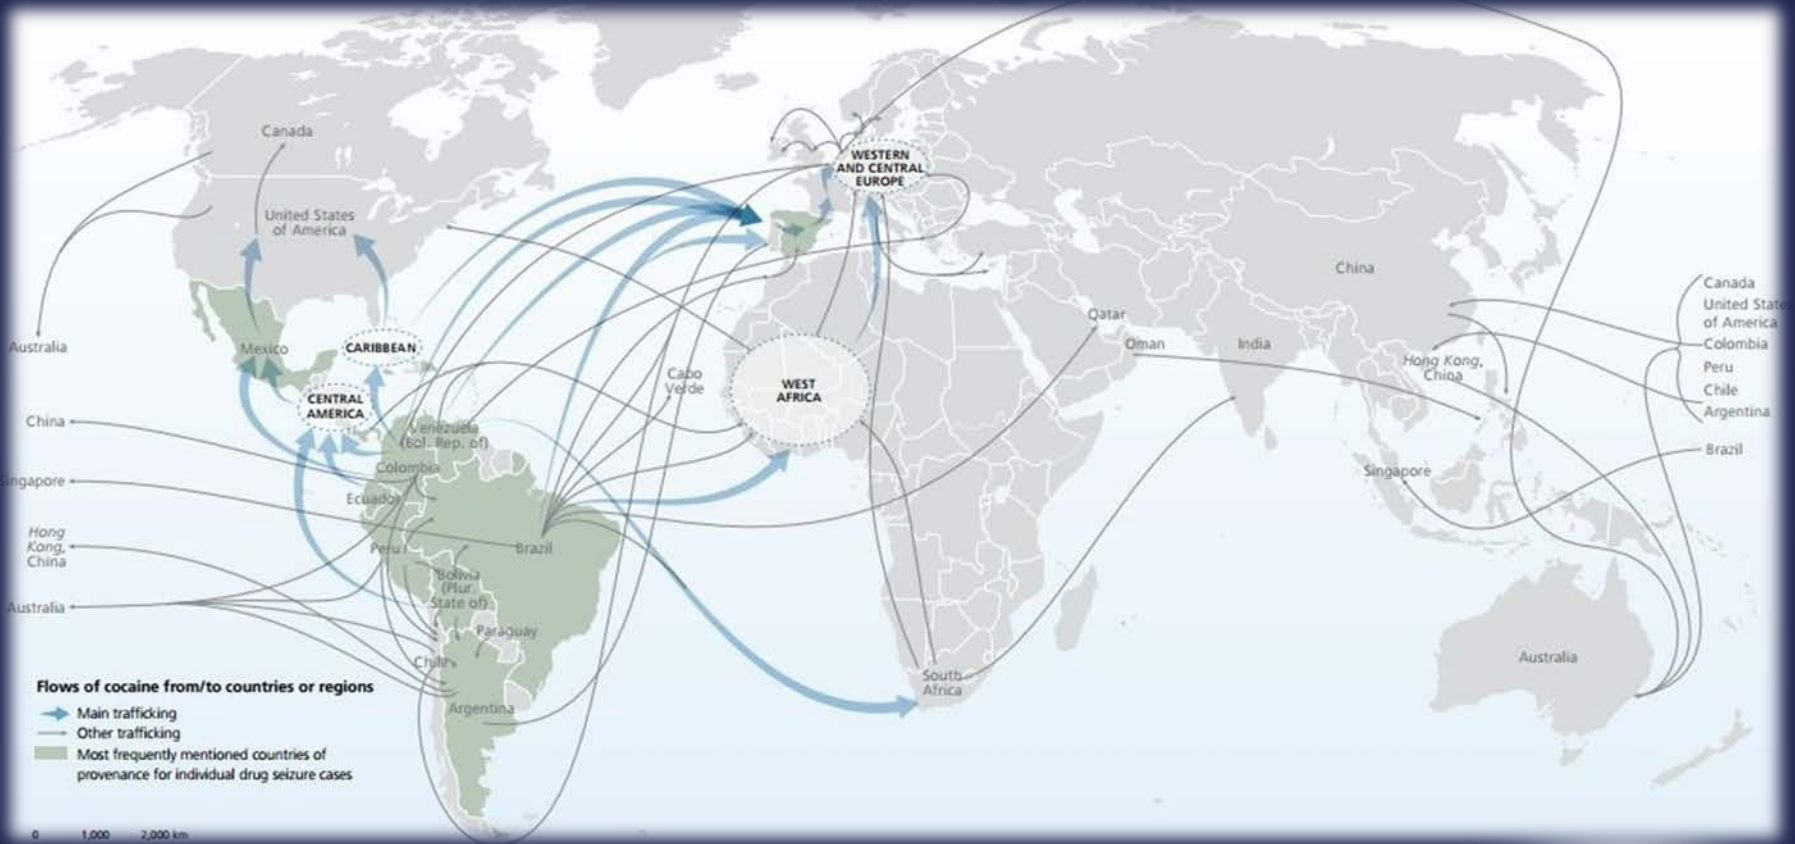 Canada
WESTERN
AND CENTRAL
EUROPE
United States
of America
China
Canada
United State
of America
Qatar
Australia
Mexico
CARIBBEAN
Oman
India
Colombia
Hong Kong,
China
Peru
Cabo
Verde
WEST
AFRICA
Chile
CENTRAL
AMERICA
Argentina
China
Venezuela
(Bol. Rep. of)
Brazil
Colombia
Singapore
Singapore
Ecuador
Hong
Kong,
China
Peru
Brazil
Bolivia
(Plur.
State of)
Australia
Paraguay
Chile
Australia
South
Africa
Argentina
Flows of cocaine from/to countries or regions
Main trafficking
Other trafficking
Most frequently mentioned countries of
provenance for individual drug seizure cases
0 1,000 2,000 km